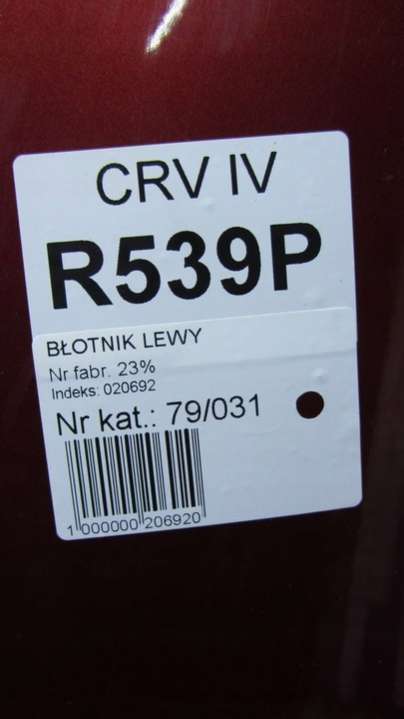 CRV IV
R539P
BŁOTNIK LEWY
Nr fabr. 23%
Indeks: 020692
Nr kat.: 79/031
1 000000 206920